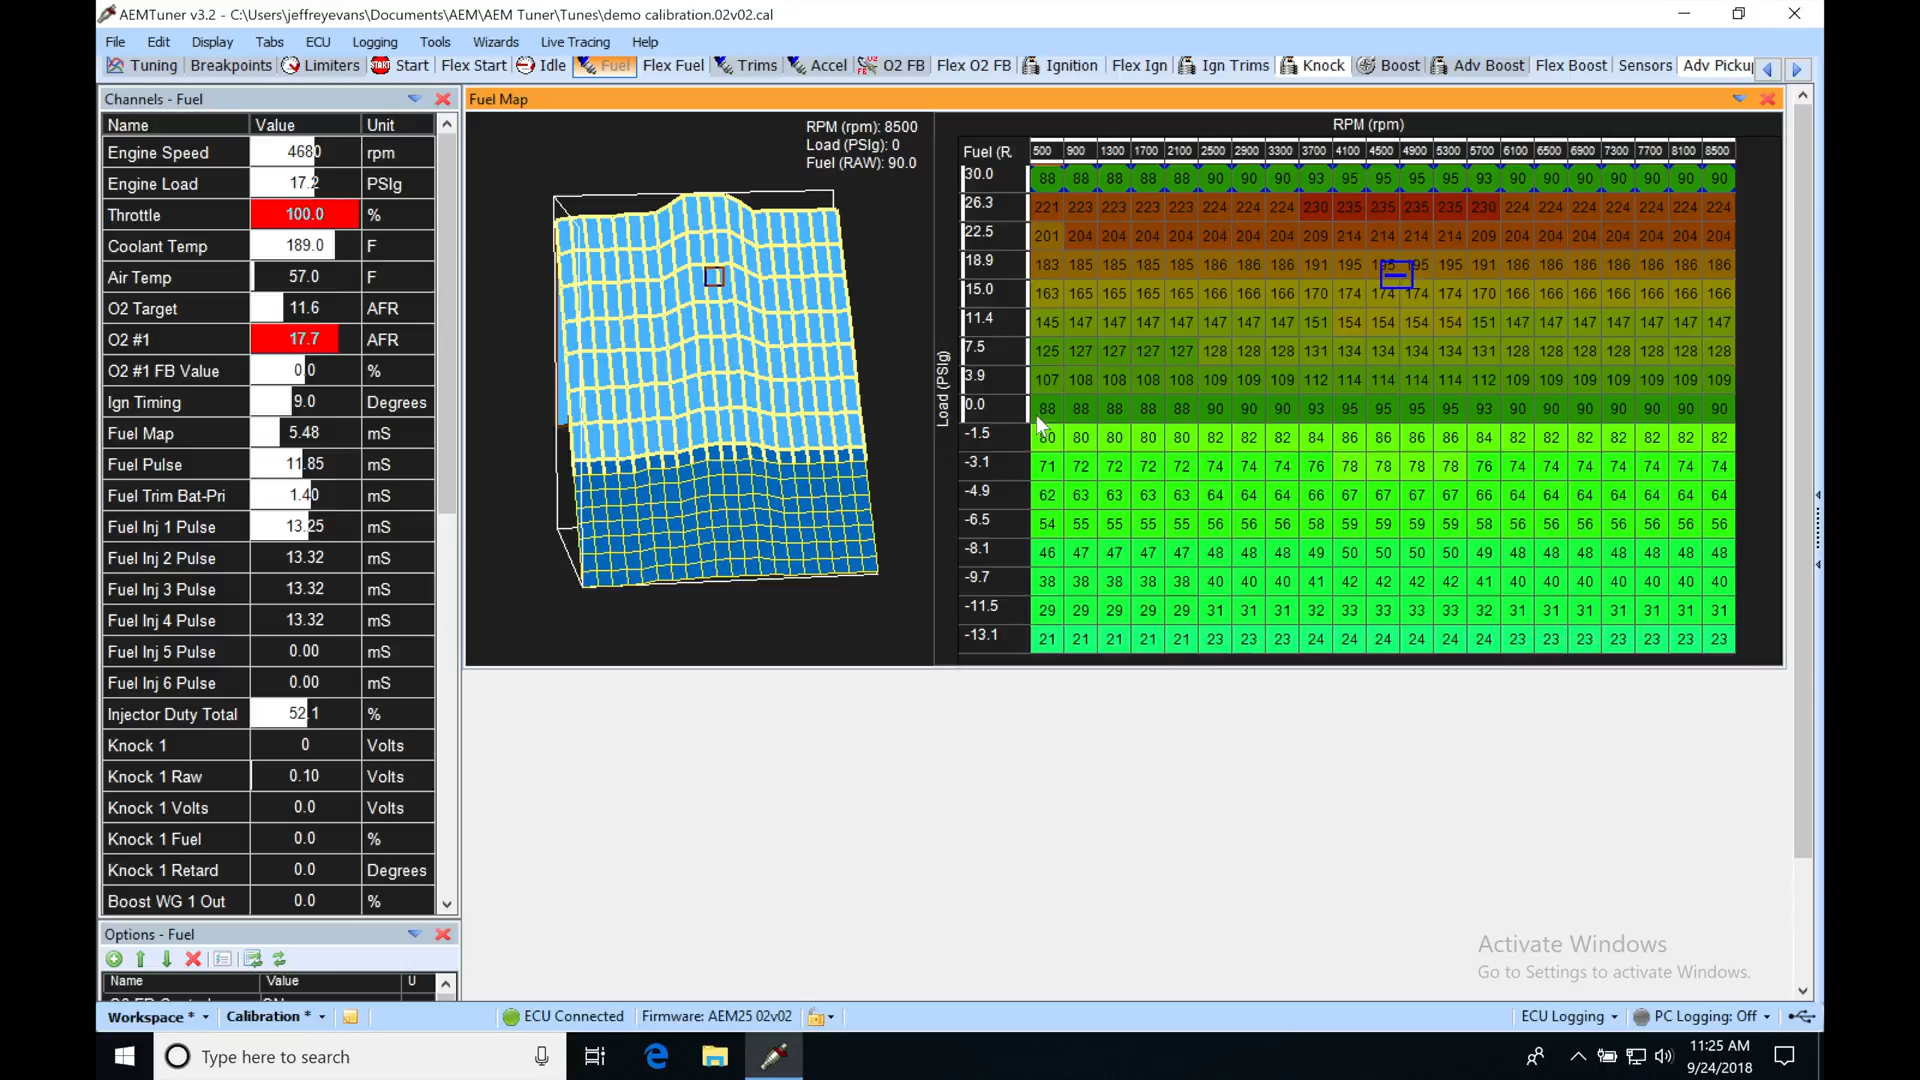 AEMTuner v3.2 - C:\Users\jeffreyevans\Documents\AEM\AEM Tuner\Tunes\demo calibration.02v02.cal
File Edit Display Tabs ECU Logging Tools Wizards Live Tracing Help
Tuning Breakpoints Limiters START Start Flex Start Idle Fuel Flex Fuel Trims Accel O2 FB Flex O2 FB Ignition Flex Ign Ign Trims Knock Boost Adv Boost Flex Boost Sensors Adv Pickup
Channels - Fuel
Name Value Unit
Engine Speed 4680 rpm
Engine Load 17.2 PSIg
Throttle 100.0 %
Coolant Temp 189.0 F
Air Temp 57.0 F
O2 Target 11.6 AFR
O2 #1 17.7 AFR
O2 #1 FB Value 0.0 %
Ign Timing 9.0 Degrees
Fuel Map 5.48 mS
Fuel Pulse 11.85 mS
Fuel Trim Bat-Pri 1.40 mS
Fuel Inj 1 Pulse 13.25 mS
Fuel Inj 2 Pulse 13.32 mS
Fuel Inj 3 Pulse 13.32 mS
Fuel Inj 4 Pulse 13.32 mS
Fuel Inj 5 Pulse 0.00 mS
Fuel Inj 6 Pulse 0.00 mS
Injector Duty Total 52.1 %
Knock 1 0 Volts
Knock 1 Raw 0.10 Volts
Knock 1 Volts 0.0 Volts
Knock 1 Fuel 0.0 %
Knock 1 Retard 0.0 Degrees
Boost WG 1 Out 0.0 %
Options - Fuel
Name Value U
Fuel Map
RPM (rpm): 8500
Load (PSIg): 0
Fuel (RAW): 90.0
RPM (rpm)
Load (PSIg)
Fuel (R. 500 900 1300 1700 2100 2500 2900 3300 3700 4100 4500 4900 5300 5700 6100 6500 6900 7300 7700 8100 8500
30.0 88 88 88 88 88 90 90 90 93 95 95 95 95 93 90 90 90 90 90 90 90
26.3 221 223 223 223 223 224 224 224 230 235 235 235 235 230 224 224 224 224 224 224 224
22.5 201 204 204 204 204 204 204 204 209 214 214 214 214 209 204 204 204 204 204 204 204
18.9 183 185 185 185 185 186 186 186 191 195 195 195 195 191 186 186 186 186 186 186 186
15.0 163 165 165 165 165 166 166 166 170 174 174 174 174 170 166 166 166 166 166 166 166
11.4 145 147 147 147 147 147 147 147 151 154 154 154 154 151 147 147 147 147 147 147 147
7.5 125 127 127 127 127 128 128 128 131 134 134 134 134 131 128 128 128 128 128 128 128
3.9 107 108 108 108 108 109 109 109 112 114 114 114 114 112 109 109 109 109 109 109 109
0.0 88 88 88 88 88 90 90 90 93 95 95 95 95 93 90 90 90 90 90 90 90
-1.5 80 80 80 80 80 82 82 82 84 86 86 86 86 84 82 82 82 82 82 82 82
-3.1 71 72 72 72 72 74 74 74 76 78 78 78 78 76 74 74 74 74 74 74 74
-4.9 62 63 63 63 63 64 64 64 66 67 67 67 67 66 64 64 64 64 64 64 64
-6.5 54 55 55 55 55 56 56 56 58 59 59 59 59 58 56 56 56 56 56 56 56
-8.1 46 47 47 47 47 48 48 48 49 50 50 50 50 49 48 48 48 48 48 48 48
-9.7 38 38 38 38 38 40 40 40 41 42 42 42 42 41 40 40 40 40 40 40 40
-11.5 29 29 29 29 29 31 31 31 32 33 33 33 33 32 31 31 31 31 31 31 31
-13.1 21 21 21 21 21 23 23 23 24 24 24 24 24 24 23 23 23 23 23 23 23
Activate Windows
Go to Settings to activate Windows.
Workspace * Calibration * ECU Connected Firmware: AEM25 02v02 ECU Logging PC Logging: Off
Type here to search
11:25 AM
9/24/2018